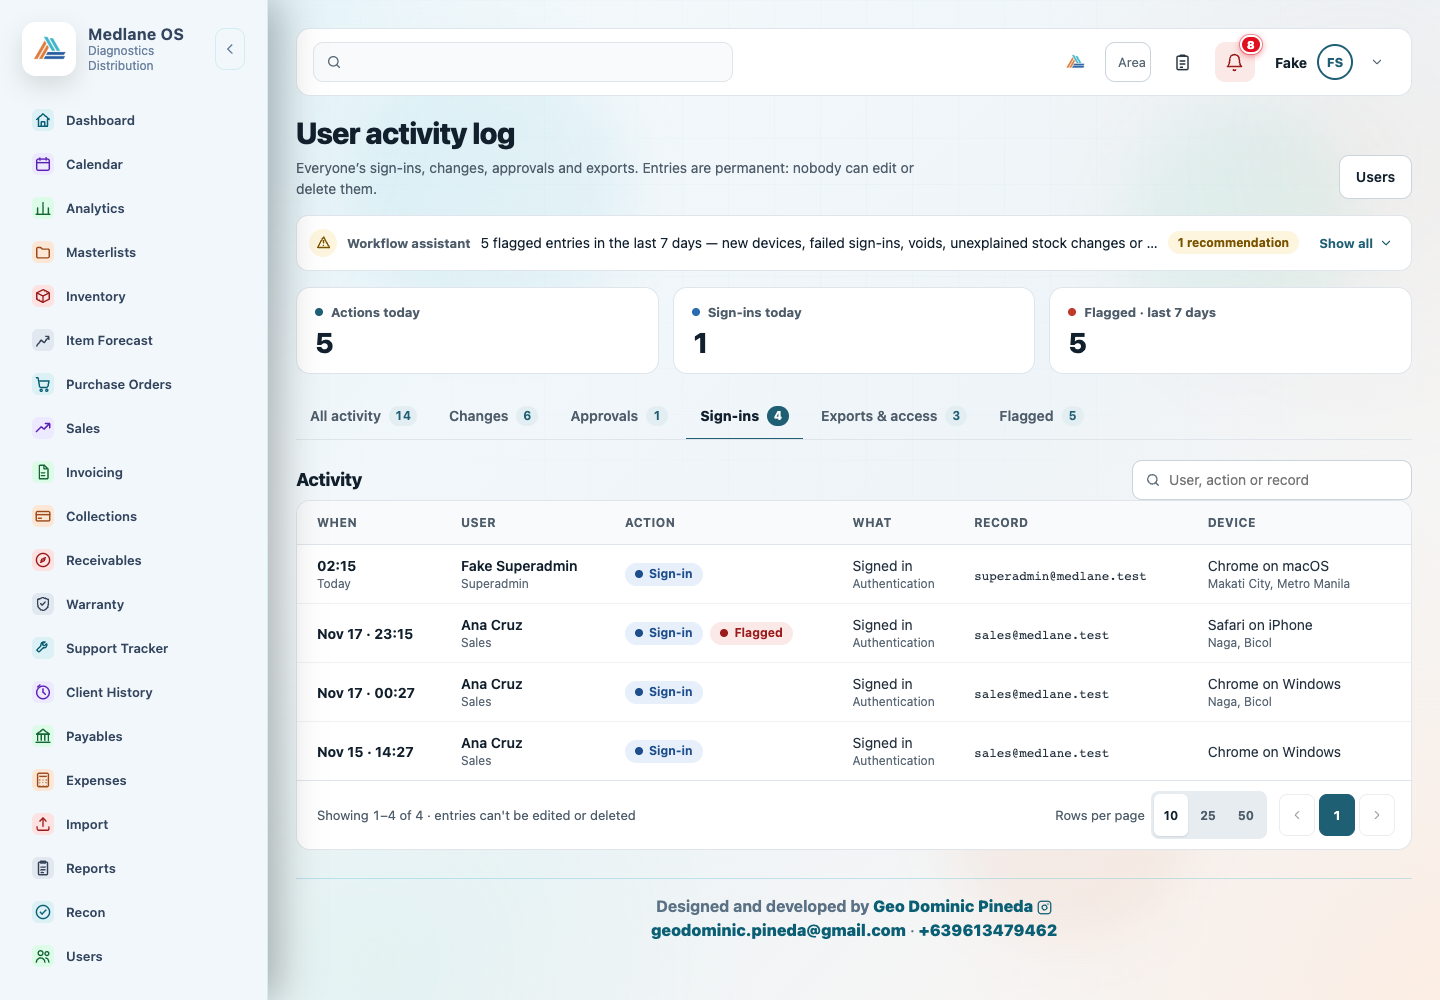 Medlane OS
Diagnostics
Distribution
Dashboard
Calendar
Analytics
Masterlists
Inventory
Item Forecast
Purchase Orders
Sales
Invoicing
Collections
Receivables
Warranty
Support Tracker
Client History
Payables
Expenses
Import
Reports
Recon
Users
Area
8
Fake
FS
User activity log
Everyone's sign-ins, changes, approvals and exports. Entries are permanent: nobody can edit or
delete them.
Users
Workflow assistant 5 flagged entries in the last 7 days — new devices, failed sign-ins, voids, unexplained stock changes or ... 1 recommendation Show all
Actions today
5
Sign-ins today
1
Flagged · last 7 days
5
All activity 14 Changes 6 Approvals 1 Sign-ins 4 Exports & access 3 Flagged 5
Activity
User, action or record
WHEN USER ACTION WHAT RECORD DEVICE
02:15 Fake Superadmin Sign-in Signed in superadmin@medlane.test Chrome on macOS
Today Superadmin Authentication Makati City, Metro Manila
Nov 17 · 23:15 Ana Cruz Sign-in Flagged Signed in sales@medlane.test Safari on iPhone
Sales Authentication Naga, Bicol
Nov 17 · 00:27 Ana Cruz Sign-in Signed in sales@medlane.test Chrome on Windows
Sales Authentication Naga, Bicol
Nov 15 · 14:27 Ana Cruz Sign-in Signed in sales@medlane.test Chrome on Windows
Sales Authentication
Showing 1–4 of 4 · entries can't be edited or deleted
Rows per page 10 25 50 1
Designed and developed by Geo Dominic Pineda
geodominic.pineda@gmail.com · +639613479462